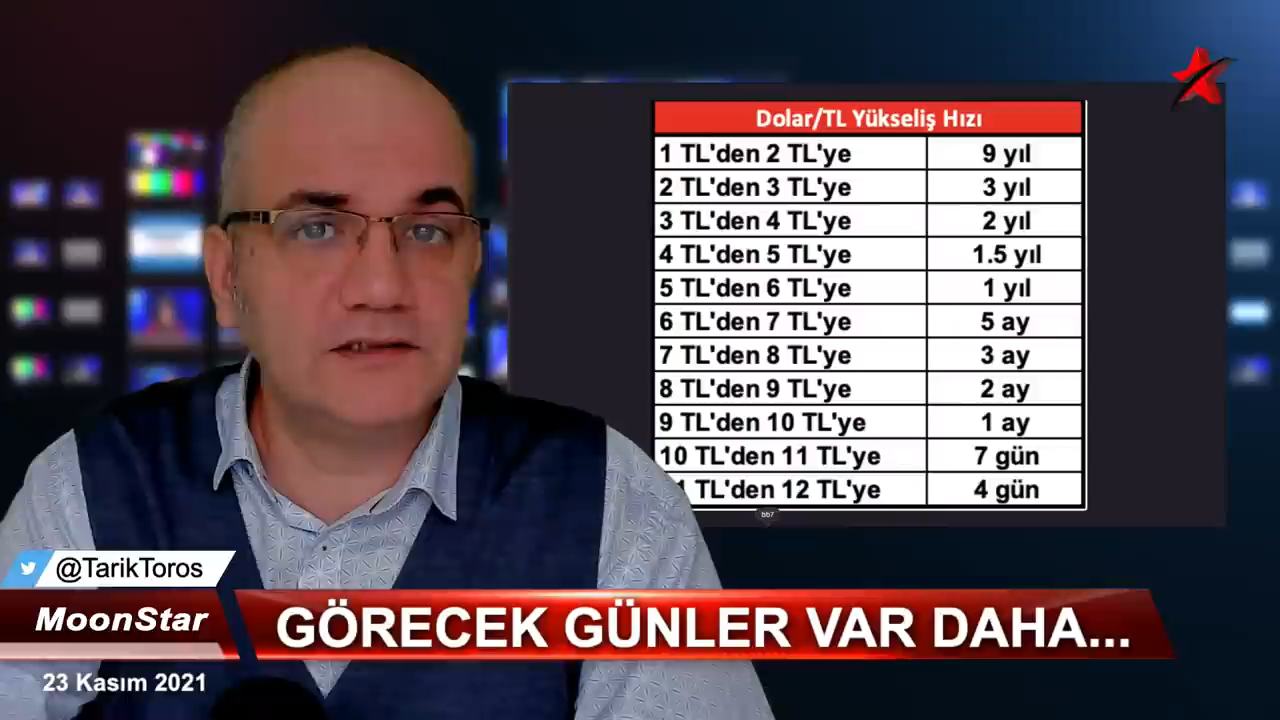 Dolar/TL Yükseliş Hızı
1 TL'den 2 TL'ye 9 yıl
2 TL'den 3 TL'ye 3 yıl
3 TL'den 4 TL'ye 2 yıl
4 TL'den 5 TL'ye 1.5 yıl
5 TL'den 6 TL'ye 1 yıl
6 TL'den 7 TL'ye 5 ay
7 TL'den 8 TL'ye 3 ay
8 TL'den 9 TL'ye 2 ay
9 TL'den 10 TL'ye 1 ay
10 TL'den 11 TL'ye 7 gün
1 TL'den 12 TL'ye 4 gün
bb7
@TarikToros
MoonStar
GÖRECEK GÜNLER VAR DAHA...
23 Kasım 2021